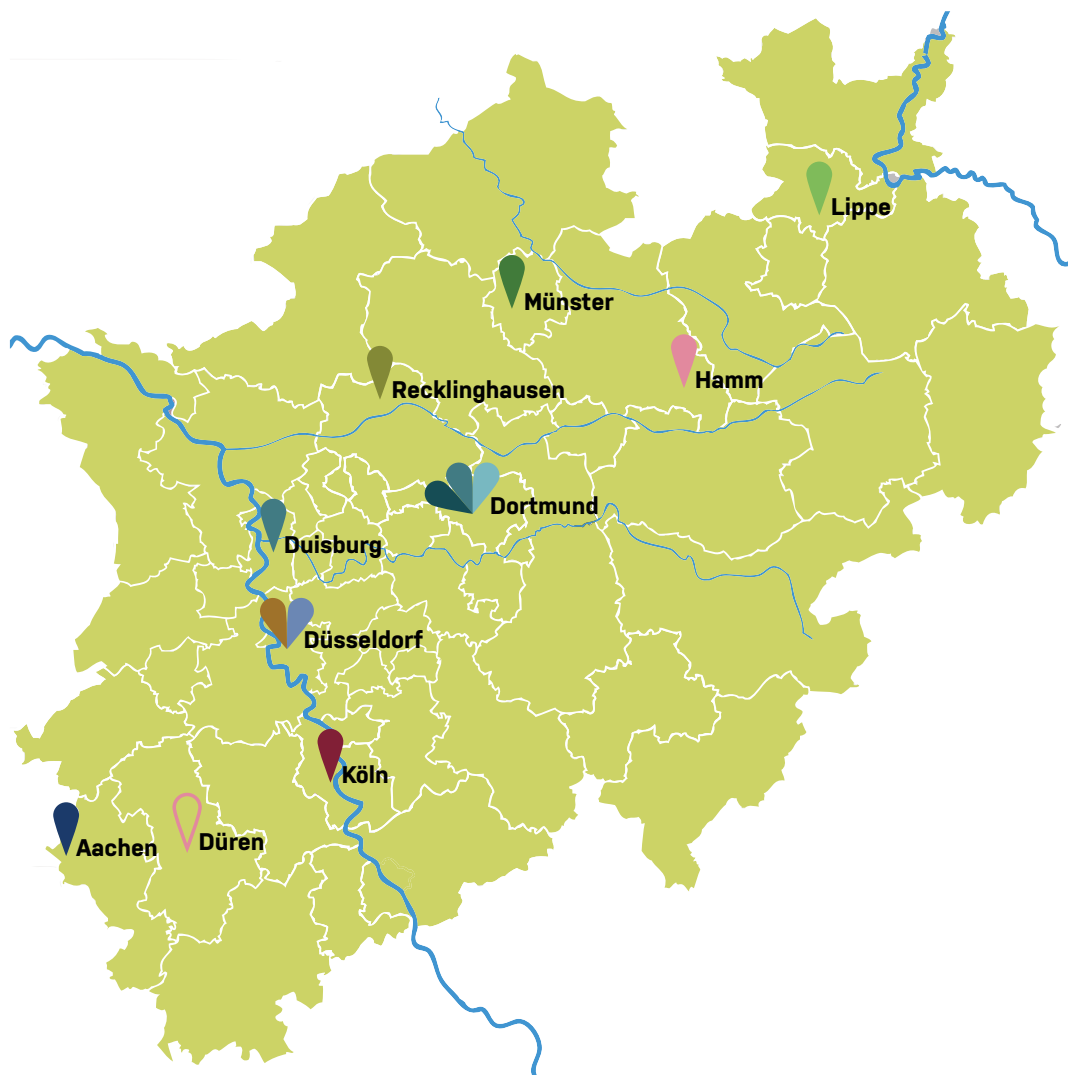 Lippe
Münster
Hamm
Recklinghausen
Dortmund
Duisburg
Düsseldorf
Köln
Düren
Aachen